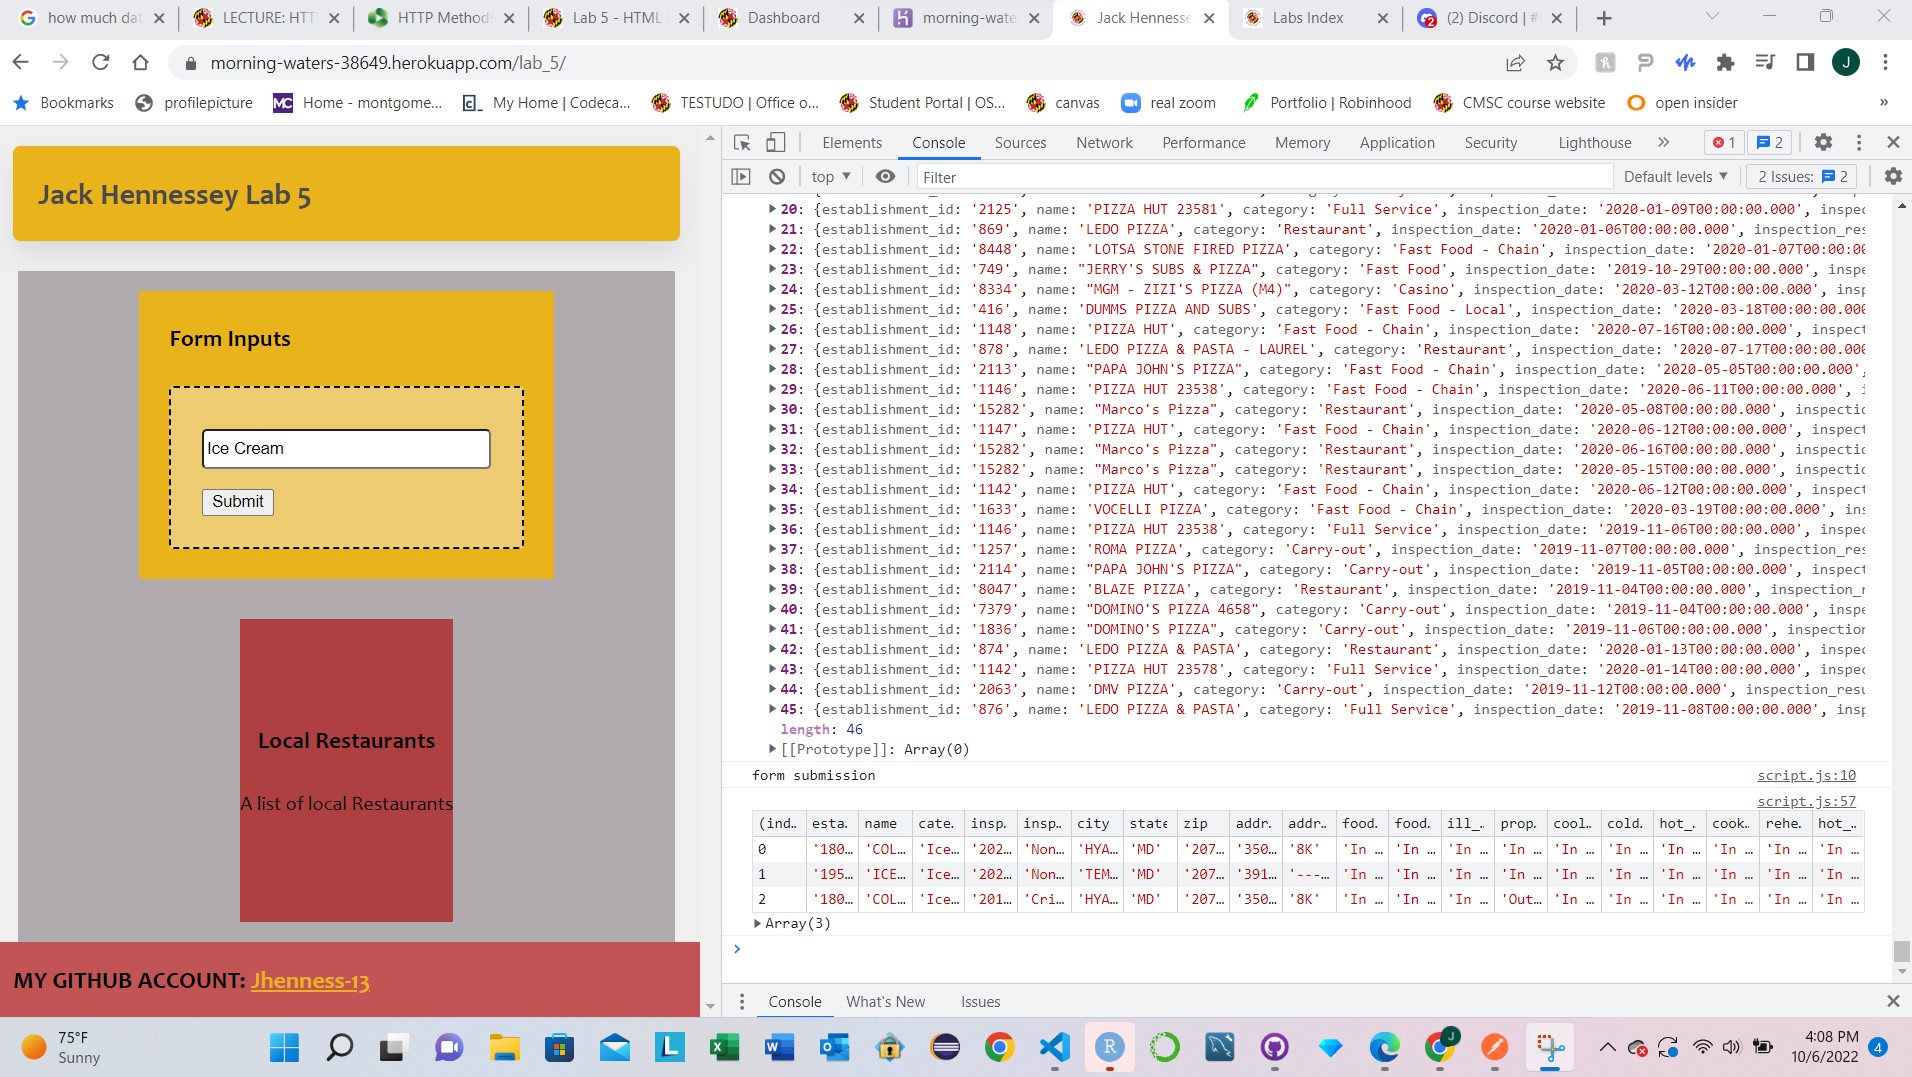 how much dat
LECTURE: HTT
HTTP Methods
Lab 5 - HTML
Dashboard
morning-wate
Jack Hennesse
Labs Index
(2) Discord | #
morning-waters-38649.herokuapp.com/lab_5/
J
Bookmarks
profilepicture
Home - montgome...
My Home | Codeca...
TESTUDO | Office o...
Student Portal | OS...
canvas
real zoom
Portfolio | Robinhood
CMSC course website
open insider
»
Jack Hennessey Lab 5
Form Inputs
Ice Cream
Submit
Local Restaurants
A list of local Restaurants
MY GITHUB ACCOUNT: Jhenness-13
Elements
Console
Sources
Network
Performance
Memory
Application
Security
Lighthouse
1
2
top
Filter
Default levels
2 Issues: 2
20: {establishment_id: '2125', name: 'PIZZA HUT 23581', category: 'Full Service', inspection_date: '2020-01-09T00:00:00.000', inspec
21: {establishment_id: '869', name: 'LEDO PIZZA', category: 'Restaurant', inspection_date: '2020-01-06T00:00:00.000', inspection_res
22: {establishment_id: '8448', name: 'LOTSA STONE FIRED PIZZA', category: 'Fast Food - Chain', inspection_date: '2020-01-07T00:00:00
23: {establishment_id: '749', name: "JERRY'S SUBS & PIZZA", category: 'Fast Food', inspection_date: '2019-10-29T00:00:00.000', inspe
24: {establishment_id: '8334', name: "MGM - ZIZI'S PIZZA (M4)", category: 'Casino', inspection_date: '2020-03-12T00:00:00.000', insp
25: {establishment_id: '416', name: 'DUMMS PIZZA AND SUBS', category: 'Fast Food - Local', inspection_date: '2020-03-18T00:00:00.000
26: {establishment_id: '1148', name: 'PIZZA HUT', category: 'Fast Food - Chain', inspection_date: '2020-07-16T00:00:00.000', inspect
27: {establishment_id: '878', name: 'LEDO PIZZA & PASTA - LAUREL', category: 'Restaurant', inspection_date: '2020-07-17T00:00:00.000
28: {establishment_id: '2113', name: "PAPA JOHN'S PIZZA", category: 'Fast Food - Chain', inspection_date: '2020-05-05T00:00:00.000',
29: {establishment_id: '1146', name: 'PIZZA HUT 23538', category: 'Fast Food - Chain', inspection_date: '2020-06-11T00:00:00.000', i
30: {establishment_id: '15282', name: "Marco's Pizza", category: 'Restaurant', inspection_date: '2020-05-08T00:00:00.000', inspectio
31: {establishment_id: '1147', name: 'PIZZA HUT', category: 'Fast Food - Chain', inspection_date: '2020-06-12T00:00:00.000', inspect
32: {establishment_id: '15282', name: "Marco's Pizza", category: 'Restaurant', inspection_date: '2020-06-16T00:00:00.000', inspectio
33: {establishment_id: '15282', name: "Marco's Pizza", category: 'Restaurant', inspection_date: '2020-05-15T00:00:00.000', inspectio
34: {establishment_id: '1142', name: 'PIZZA HUT', category: 'Fast Food - Chain', inspection_date: '2020-06-12T00:00:00.000', inspect
35: {establishment_id: '1633', name: 'VOCELLI PIZZA', category: 'Fast Food - Chain', inspection_date: '2020-03-19T00:00:00.000', ins
36: {establishment_id: '1146', name: 'PIZZA HUT 23538', category: 'Full Service', inspection_date: '2019-11-06T00:00:00.000', inspec
37: {establishment_id: '1257', name: 'ROMA PIZZA', category: 'Carry-out', inspection_date: '2019-11-07T00:00:00.000', inspection_res
38: {establishment_id: '2114', name: "PAPA JOHN'S PIZZA", category: 'Carry-out', inspection_date: '2019-11-05T00:00:00.000', inspect
39: {establishment_id: '8047', name: 'BLAZE PIZZA', category: 'Restaurant', inspection_date: '2019-11-04T00:00:00.000', inspection_r
40: {establishment_id: '7379', name: "DOMINO'S PIZZA 4658", category: 'Carry-out', inspection_date: '2019-11-04T00:00:00.000', inspe
41: {establishment_id: '1836', name: "DOMINO'S PIZZA", category: 'Carry-out', inspection_date: '2019-11-06T00:00:00.000', inspection
42: {establishment_id: '874', name: 'LEDO PIZZA & PASTA', category: 'Restaurant', inspection_date: '2020-01-13T00:00:00.000', inspec
43: {establishment_id: '1142', name: 'PIZZA HUT 23578', category: 'Full Service', inspection_date: '2020-01-14T00:00:00.000', inspec
44: {establishment_id: '2063', name: 'DMV PIZZA', category: 'Carry-out', inspection_date: '2019-11-12T00:00:00.000', inspection_resu
45: {establishment_id: '876', name: 'LEDO PIZZA & PASTA', category: 'Full Service', inspection_date: '2019-11-08T00:00:00.000', insp
length: 46
[[Prototype]]: Array(0)
form submission script.js:10
script.js:57
(ind… esta… name cate… insp… insp… city state zip addr… addr… food… food… ill_… prop… cool… cold… hot_… cook… rehe… hot_…
0 '180… 'COL… 'Ice… '202… 'Non… 'HYA… 'MD' '207… '350… '8K' 'In … 'In … 'In … 'In … 'In … 'In … 'In … 'In … 'In … 'In …
1 '195… 'ICE… 'Ice… '202… 'Non… 'TEM… 'MD' '207… '391… '---… 'In … 'In … 'In … 'In … 'In … 'In … 'In … 'In … 'In … 'In …
2 '180… 'COL… 'Ice… '201… 'Cri… 'HYA… 'MD' '207… '350… '8K' 'In … 'In … 'In … 'Out… 'In … 'In … 'In … 'In … 'In … 'In …
Array(3)
Console
What's New
Issues
75°F
Sunny
4:08 PM
10/6/2022
4